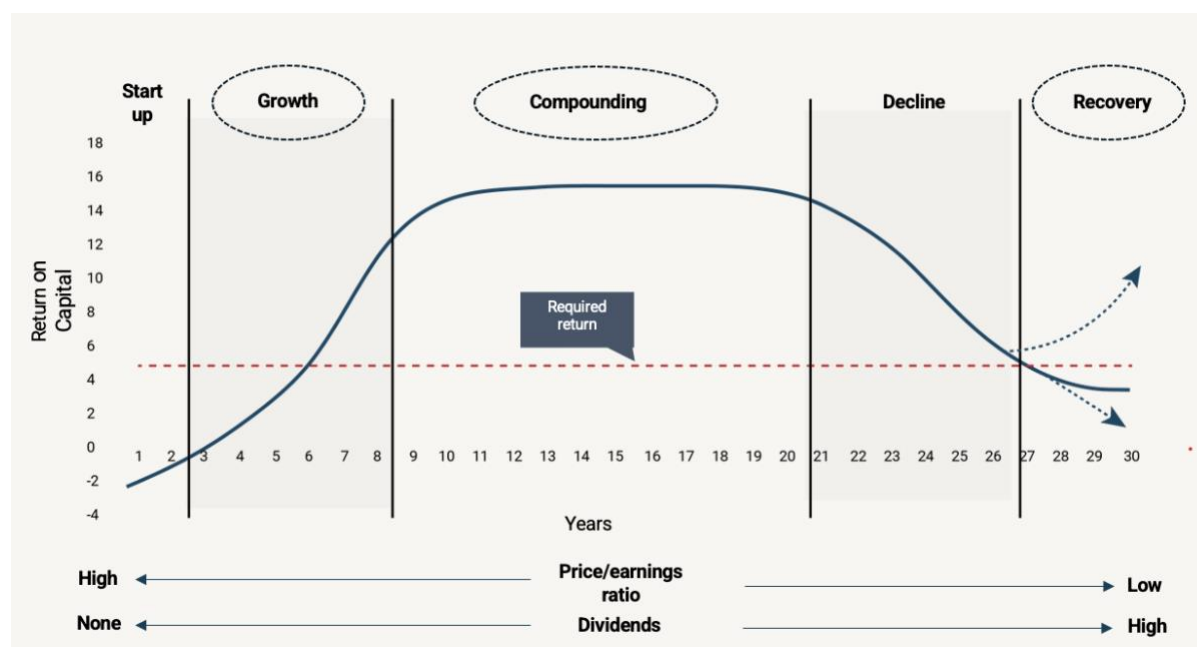 Start
up
Growth
Compounding
Decline
Recovery
18
16
14
12
10
8
6
4
2
0
-2
-4
Return on
Capital
Required
return
1 2 3 4 5 6 7 8 9 10 11 12 13 14 15 16 17 18 19 20 21 22 23 24 25 26 27 28 29 30
Years
High
Price/earnings
ratio
Low
None
Dividends
High